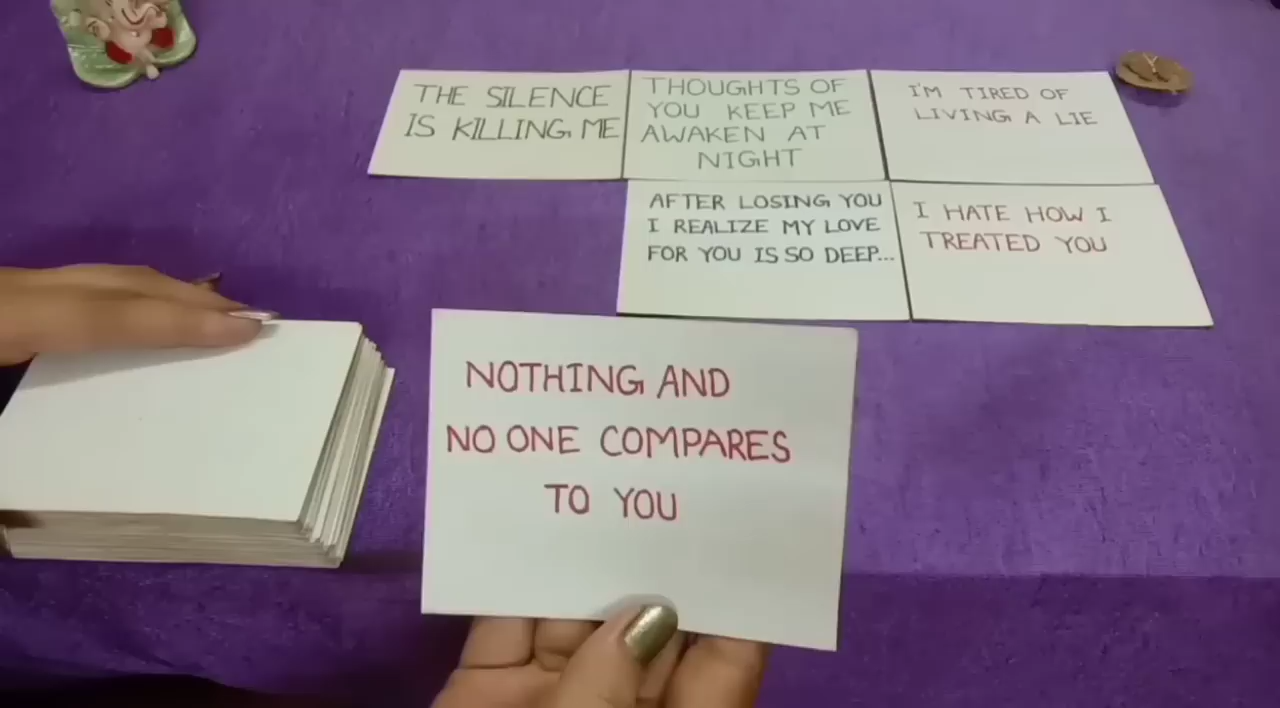 THE SILENCE
IS KILLING ME
THOUGHTS OF
YOU KEEP ME
AWAKEN AT
NIGHT
I'M TIRED OF
LIVING A LIE
AFTER LOSING YOU
I REALIZE MY LOVE
FOR YOU IS SO DEEP...
I HATE HOW I
TREATED YOU
NOTHING AND
NO ONE COMPARES
TO YOU